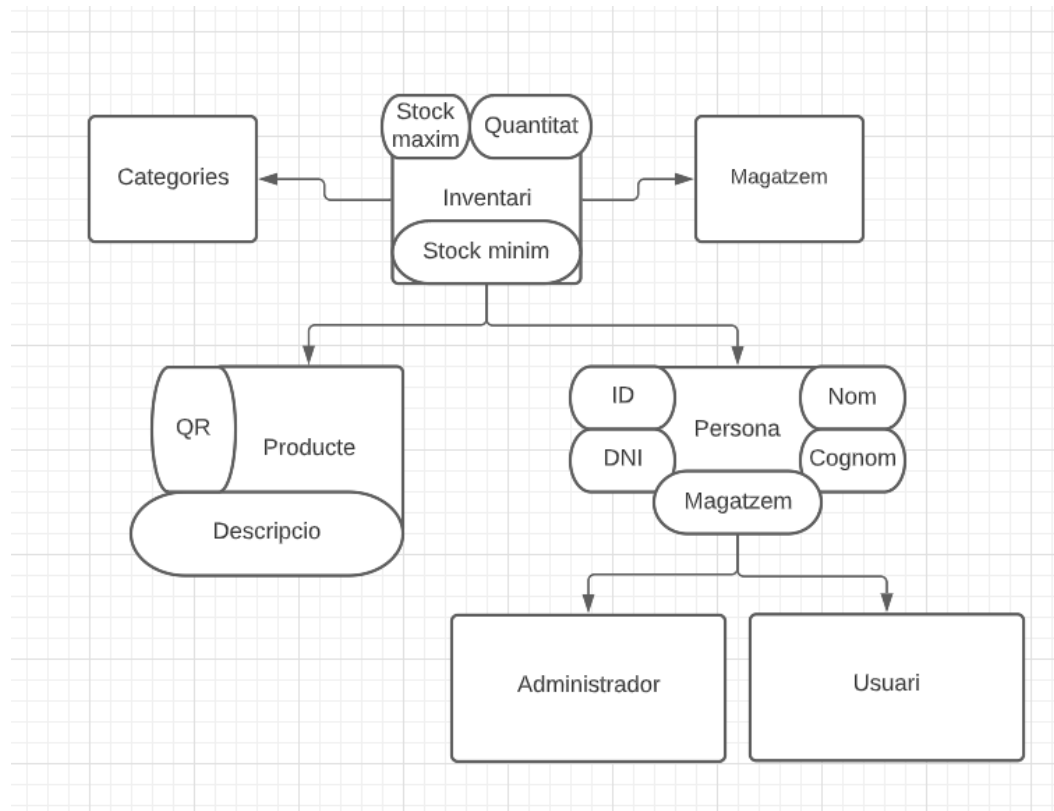 Stock
maxim
Quantitat
Categories
Inventari
Magatzem
Stock minim
QR
Producte
Descripcio
ID
Nom
Persona
DNI
Cognom
Magatzem
Administrador
Usuari